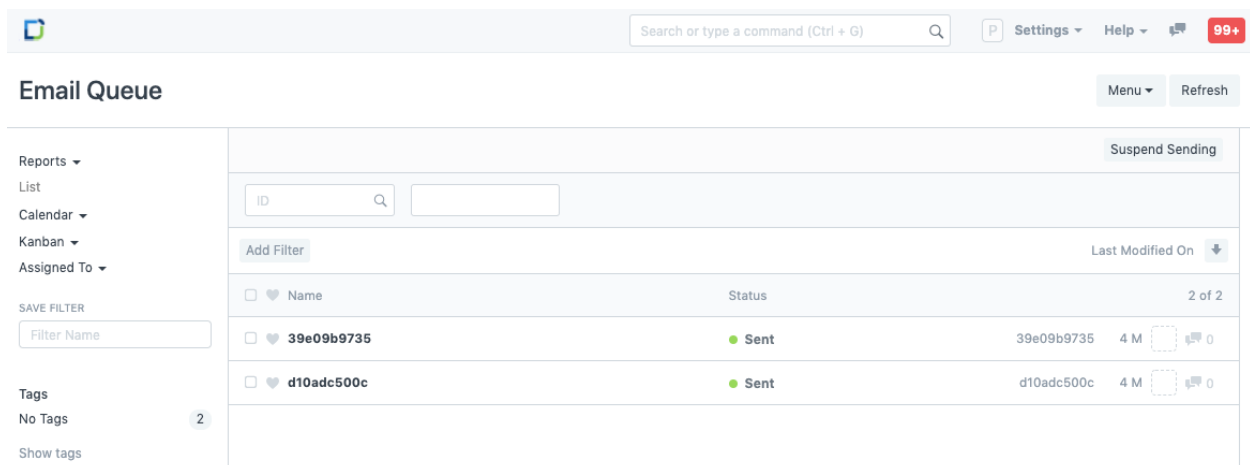 Search or type a command (Ctrl + G) P Settings Help 99+
Email Queue Menu Refresh
Reports
List
Calendar
Kanban
Assigned To
SAVE FILTER
Filter Name
Tags
No Tags 2
Show tags
Suspend Sending
ID
Add Filter Last Modified On
Name Status 2 of 2
39e09b9735 Sent 39e09b9735 4 M 0
d10adc500c Sent d10adc500c 4 M 0